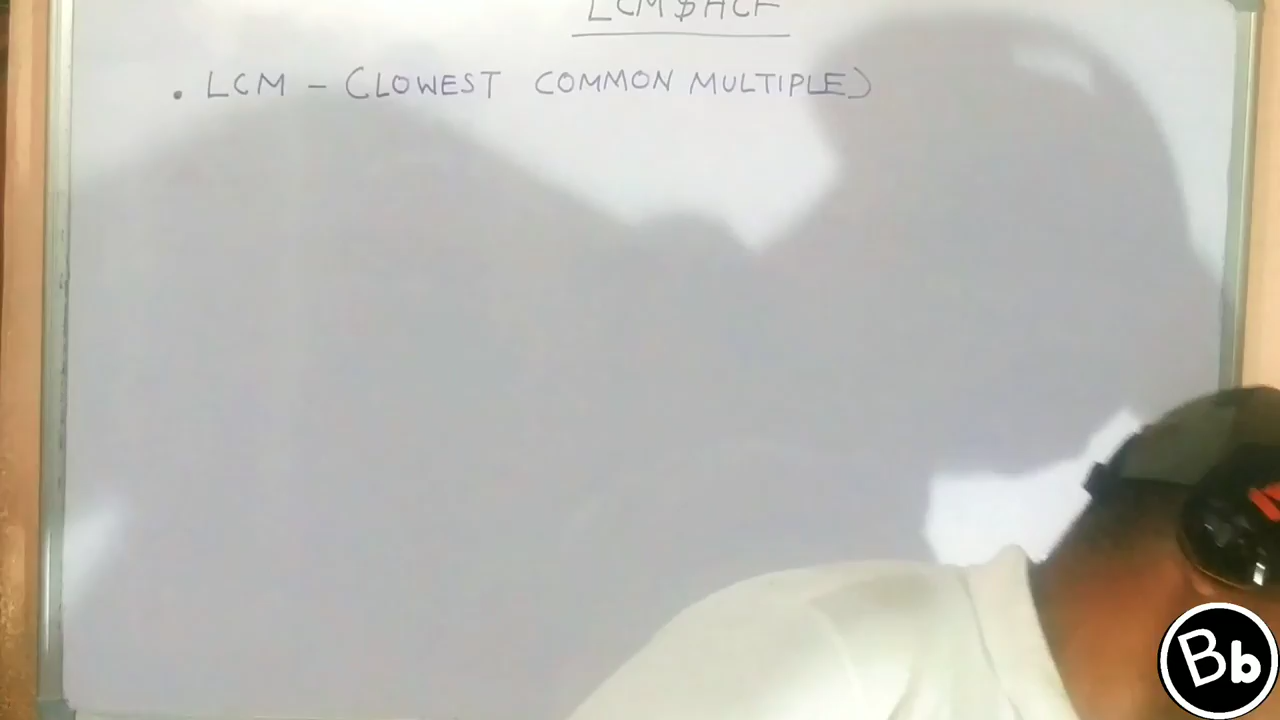 LCM $ HCF
• LCM - (LOWEST COMMON MULTIPLE)
Bb